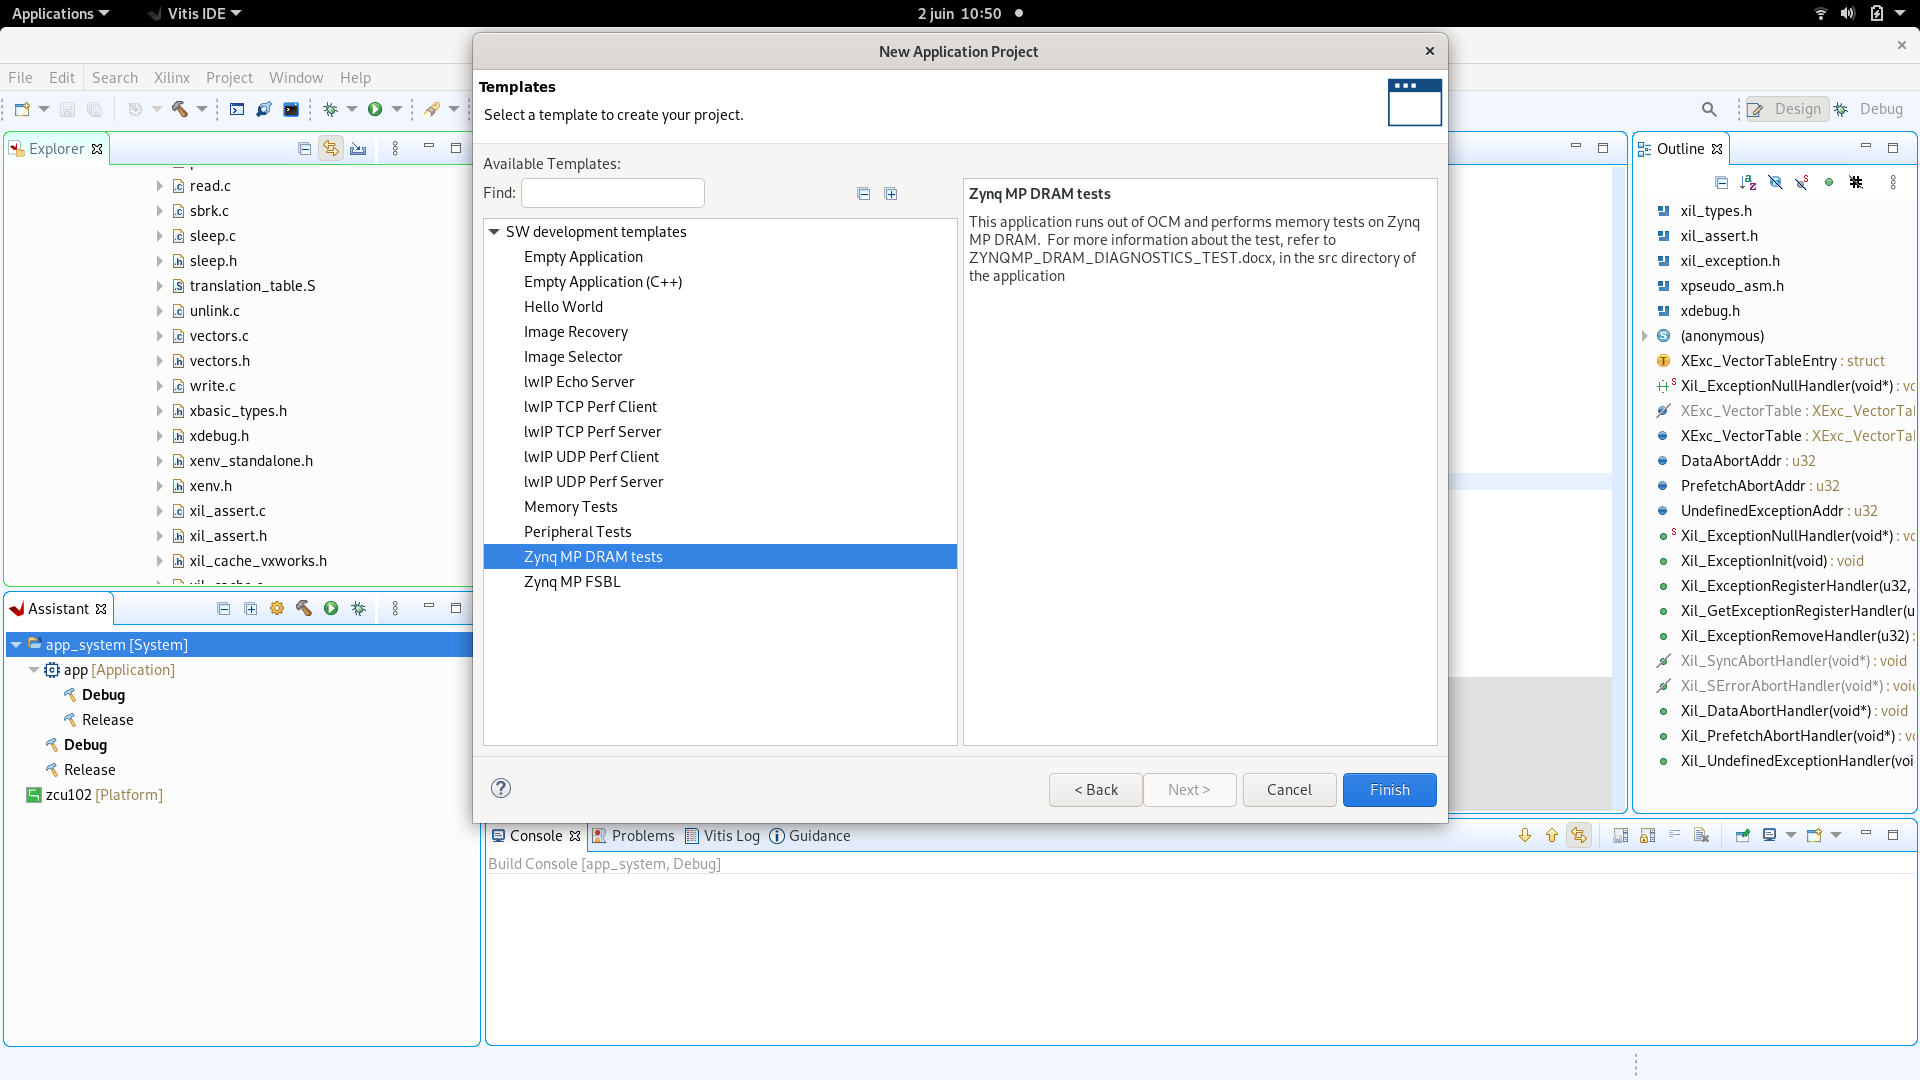 Applications
Vitis IDE
2 juin 10:50
New Application Project
File Edit Search Xilinx Project Window Help
Templates
Select a template to create your project.
Design
Debug
Explorer
read.c
sbrk.c
sleep.c
sleep.h
translation_table.S
unlink.c
vectors.c
vectors.h
write.c
xbasic_types.h
xdebug.h
xenv_standalone.h
xenv.h
xil_assert.c
xil_assert.h
xil_cache_vxworks.h
Available Templates:
Find:
SW development templates
Empty Application
Empty Application (C++)
Hello World
Image Recovery
Image Selector
lwIP Echo Server
lwIP TCP Perf Client
lwIP TCP Perf Server
lwIP UDP Perf Client
lwIP UDP Perf Server
Memory Tests
Peripheral Tests
Zynq MP DRAM tests
Zynq MP FSBL
Zynq MP DRAM tests
This application runs out of OCM and performs memory tests on Zynq
MP DRAM. For more information about the test, refer to
ZYNQMP_DRAM_DIAGNOSTICS_TEST.docx, in the src directory of
the application
< Back
Next >
Cancel
Finish
Outline
xil_types.h
xil_assert.h
xil_exception.h
xpseudo_asm.h
xdebug.h
(anonymous)
XExc_VectorTableEntry : struct
Xil_ExceptionNullHandler(void*) :
XExc_VectorTable :
XExc_VectorTable :
DataAbortAddr : u32
PrefetchAbortAddr : u32
UndefinedExceptionAddr : u32
Xil_ExceptionNullHandler(void*) :
Xil_ExceptionInit(void) : void
Xil_ExceptionRegisterHandler(u32,
Xil_GetExceptionRegisterHandler(u
Xil_ExceptionRemoveHandler(u32) :
Xil_SyncAbortHandler(void*) : void
Xil_SErrorAbortHandler(void*) :
Xil_DataAbortHandler(void*) : void
Xil_PrefetchAbortHandler(void*) :
Xil_UndefinedExceptionHandler(voi
Assistant
app_system [System]
app [Application]
Debug
Release
Debug
Release
zcu102 [Platform]
Console
Problems
Vitis Log
Guidance
Build Console [app_system, Debug]